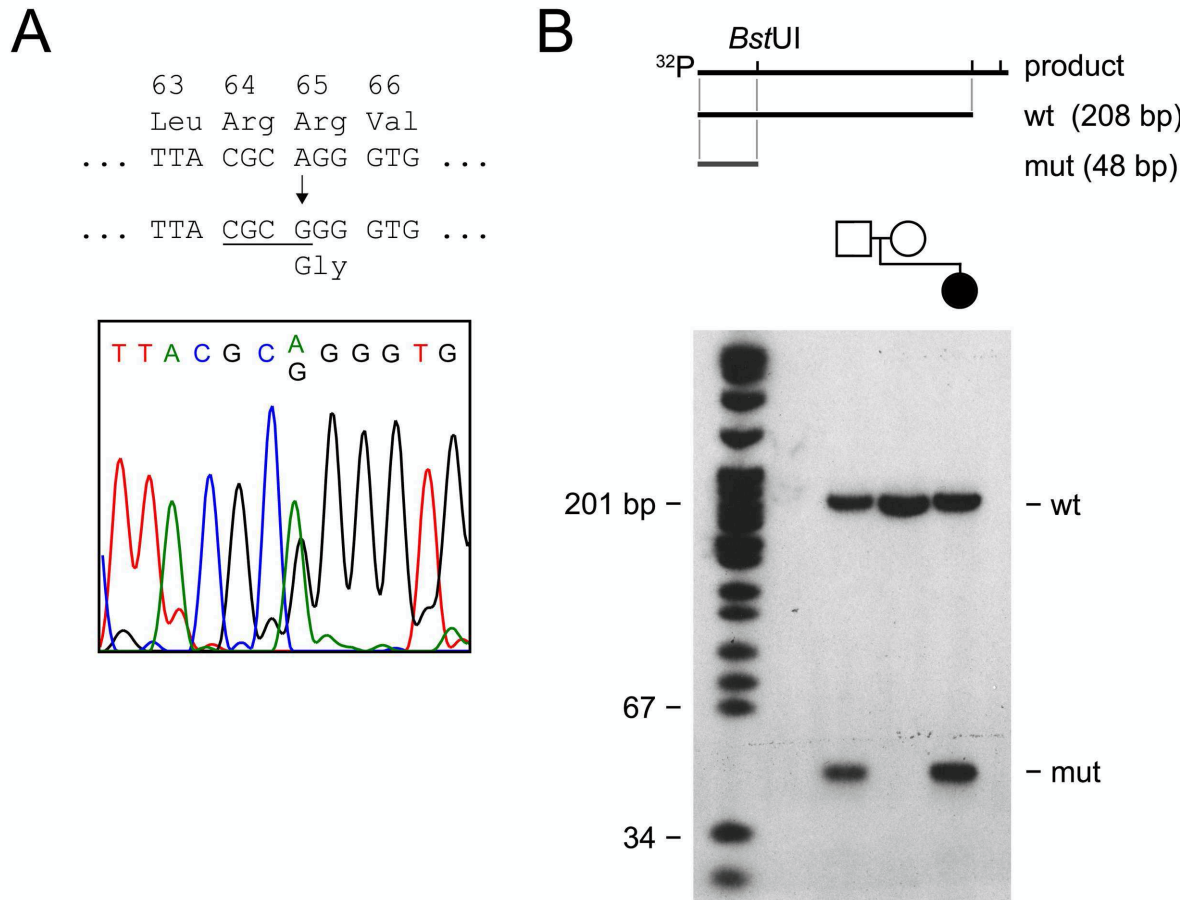 A
63 64 65 66
Leu Arg Arg Val
... TTA CGC AGG GTG ...
... TTA CGC GGG GTG ...
Gly
T T A C G C A G G G T G
G
B
BstUI
32P
product
wt (208 bp)
mut (48 bp)
201 bp –
– wt
67 –
– mut
34 –